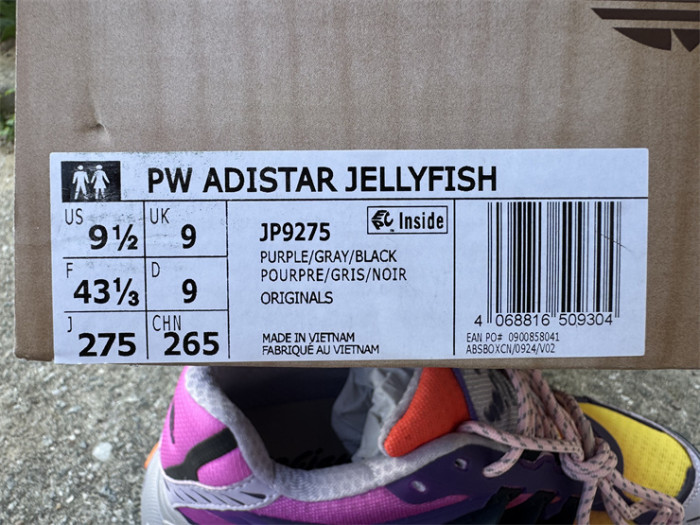 PW ADISTAR JELLYFISH
US 9½ UK 9
F 43⅓ D 9
J 275 CHN 265
JP9275
Inside
PURPLE/GRAY/BLACK
POURPRE/GRIS/NOIR
ORIGINALS
MADE IN VIETNAM
FABRIQUÉ AU VIETNAM
4 068816 509304
EAN PO# 0900858041
ABSBOXCN/0924/V02